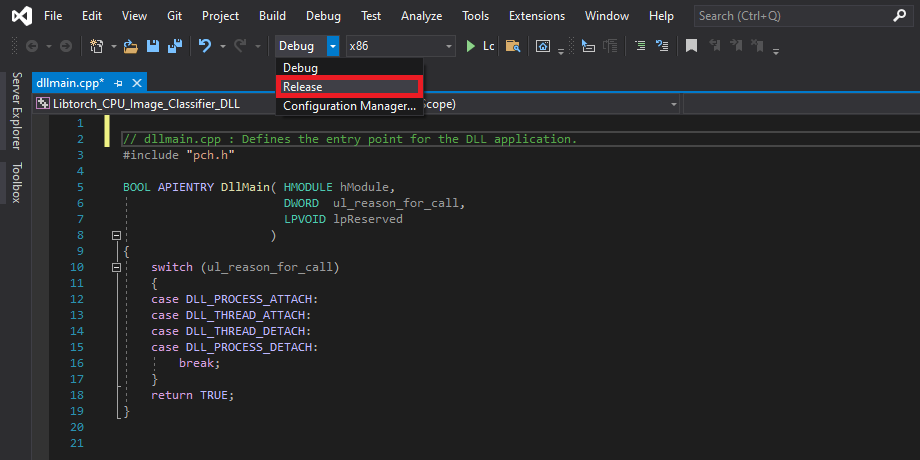 File Edit View Git Project Build Debug Test Analyze Tools Extensions Window Help Search (Ctrl+Q)
Debug x86 Lc
Debug
Release
Configuration Manager...
Server Explorer
Toolbox
dllmain.cpp*
Libtorch_CPU_Image_Classifier_DLL Scope)
1
2 // dllmain.cpp : Defines the entry point for the DLL application.
3 #include "pch.h"
4
5 BOOL APIENTRY DllMain( HMODULE hModule,
6 DWORD ul_reason_for_call,
7 LPVOID lpReserved
8 )
9 {
10 switch (ul_reason_for_call)
11 {
12 case DLL_PROCESS_ATTACH:
13 case DLL_THREAD_ATTACH:
14 case DLL_THREAD_DETACH:
15 case DLL_PROCESS_DETACH:
16 break;
17 }
18 return TRUE;
19 }
20
21